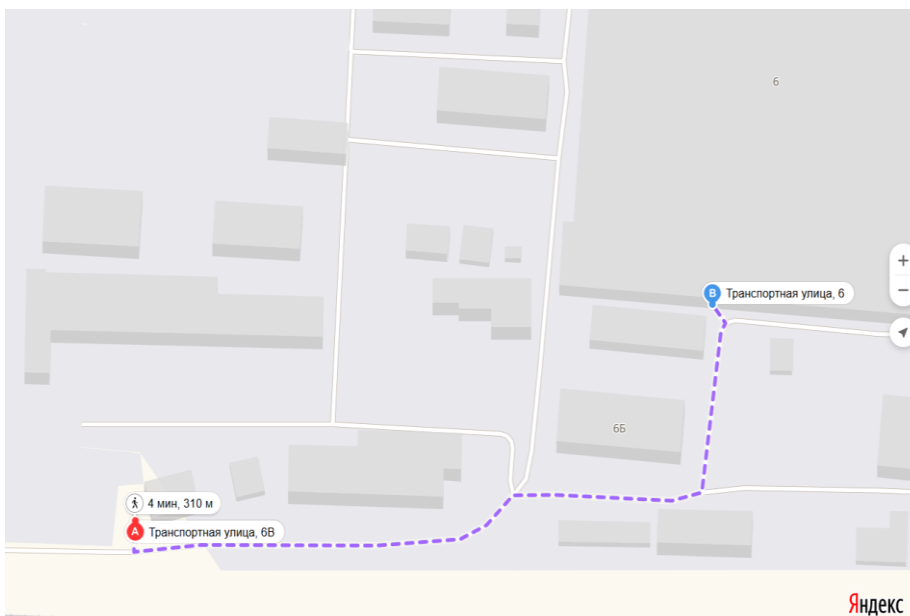 6
Транспортная улица, 6
6Б
4 мин, 310 м
Транспортная улица, 6В
Яндекс
A
B